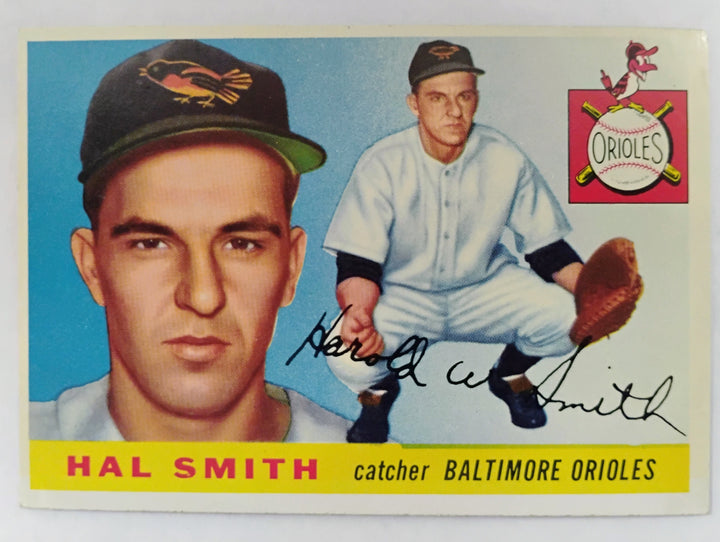 ORIOLES
Harold W. Smith
HAL SMITH catcher BALTIMORE ORIOLES